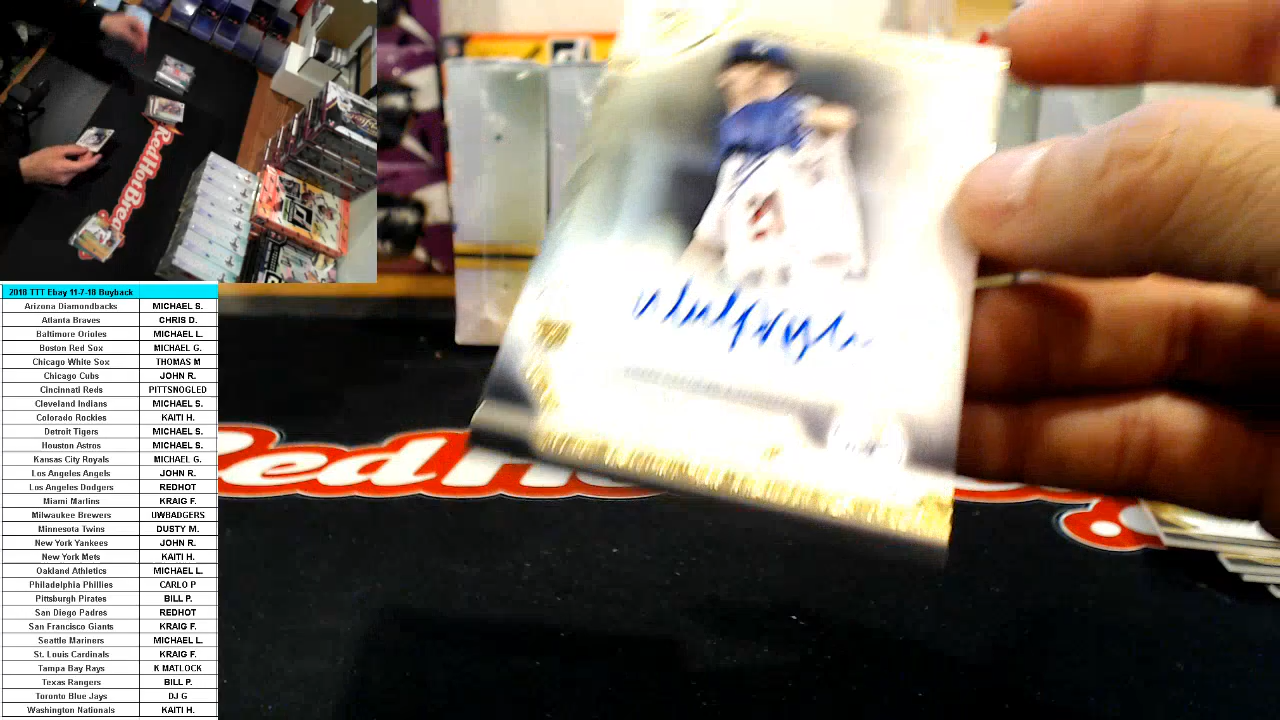 RedHotBrea
2018 TTT Ebay 11-7-18 Buyback
Arizona Diamondbacks MICHAEL S.
Atlanta Braves CHRIS D.
Baltimore Orioles MICHAEL L.
Boston Red Sox MICHAEL G.
Chicago White Sox THOMAS M
Chicago Cubs JOHN R.
Cincinnati Reds PITTSNOGLED
Cleveland Indians MICHAEL S.
Colorado Rockies KAITI H.
Detroit Tigers MICHAEL S.
Houston Astros MICHAEL S.
Kansas City Royals MICHAEL G.
Los Angeles Angels JOHN R.
Los Angeles Dodgers REDHOT
Miami Marlins KRAIG F.
Milwaukee Brewers UWBADGERS
Minnesota Twins DUSTY M.
New York Yankees JOHN R.
New York Mets KAITI H.
Oakland Athletics MICHAEL L.
Philadelphia Phillies CARLO P
Pittsburgh Pirates BILL P.
San Diego Padres REDHOT
San Francisco Giants KRAIG F.
Seattle Mariners MICHAEL L.
St. Louis Cardinals KRAIG F.
Tampa Bay Rays K MATLOCK
Texas Rangers BILL P.
Toronto Blue Jays DJ G
Washington Nationals KAITI H.
RedHo